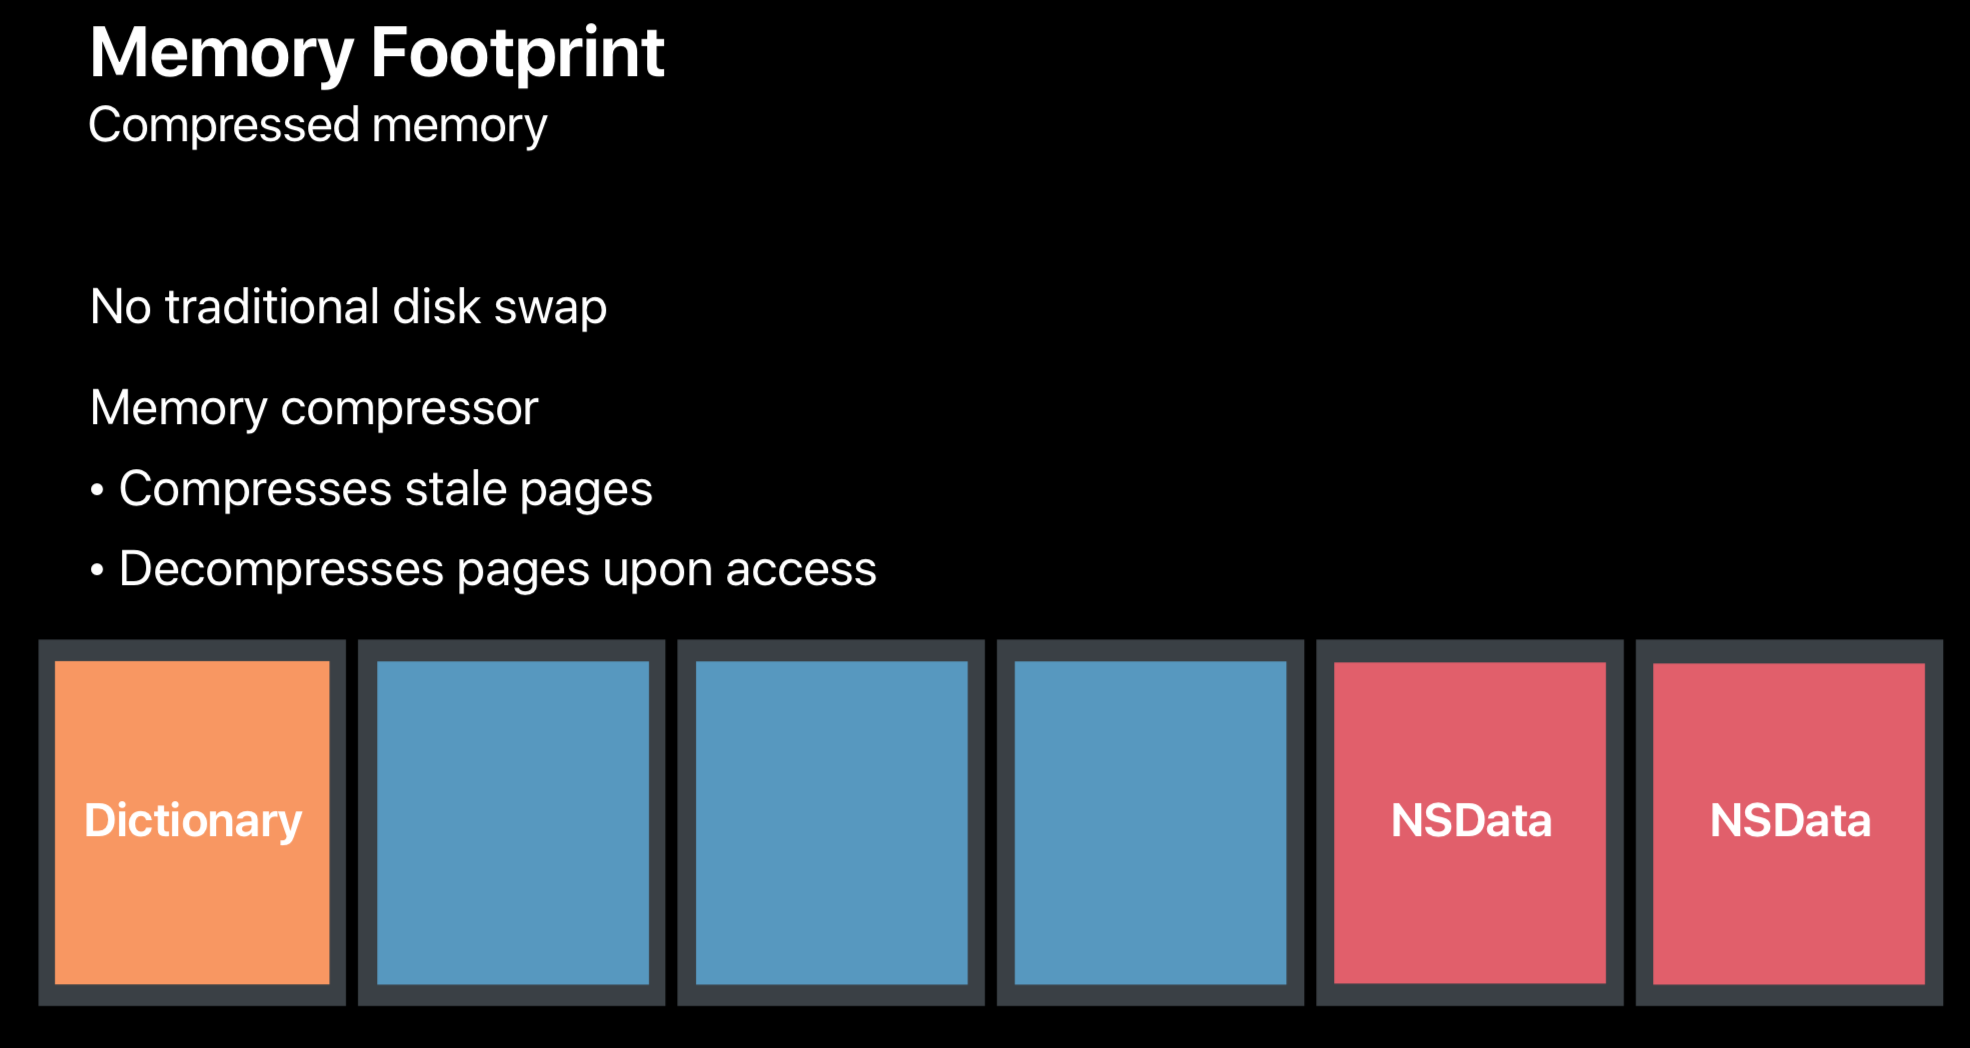 Memory Footprint
Compressed memory
No traditional disk swap
Memory compressor
• Compresses stale pages
• Decompresses pages upon access
Dictionary
NSData
NSData